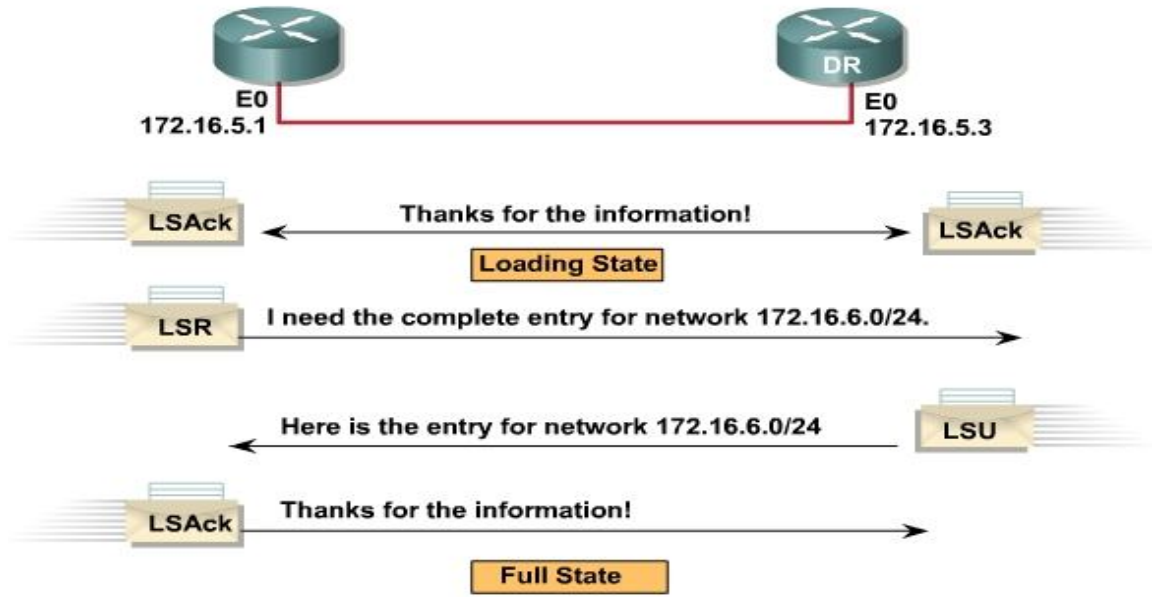 DR
E0
172.16.5.1
E0
172.16.5.3
LSAck
Thanks for the information!
LSAck
Loading State
LSR
I need the complete entry for network 172.16.6.0/24.
Here is the entry for network 172.16.6.0/24
LSU
LSAck
Thanks for the information!
Full State